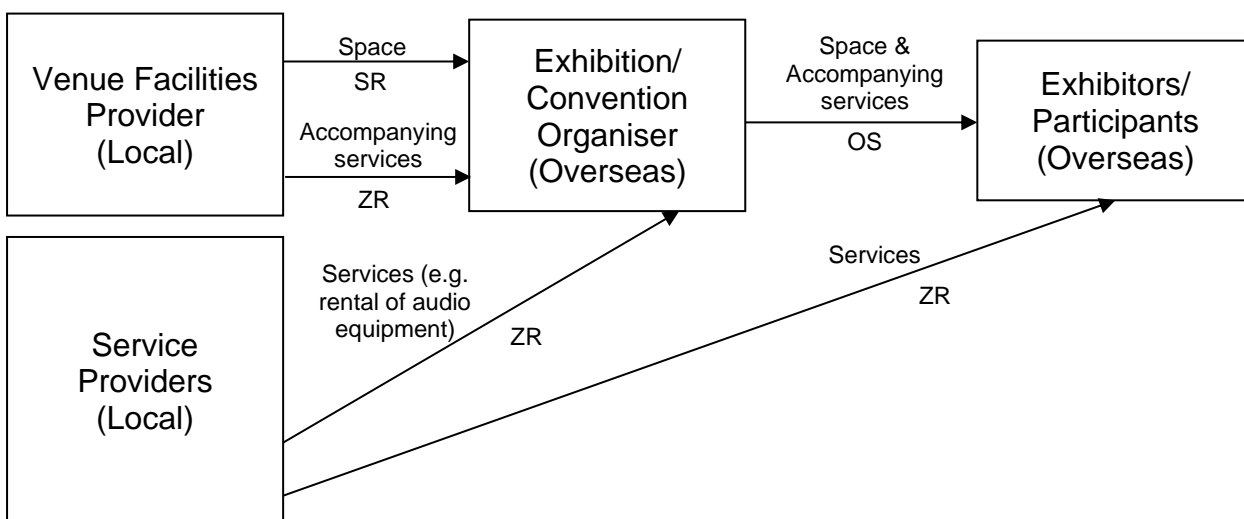 Venue Facilities
Provider
(Local)
Space
SR
Accompanying
services
ZR
Exhibition/
Convention
Organiser
(Overseas)
Space &
Accompanying
services
OS
Exhibitors/
Participants
(Overseas)
Service
Providers
(Local)
Services (e.g.
rental of audio
equipment)
ZR
Services
ZR